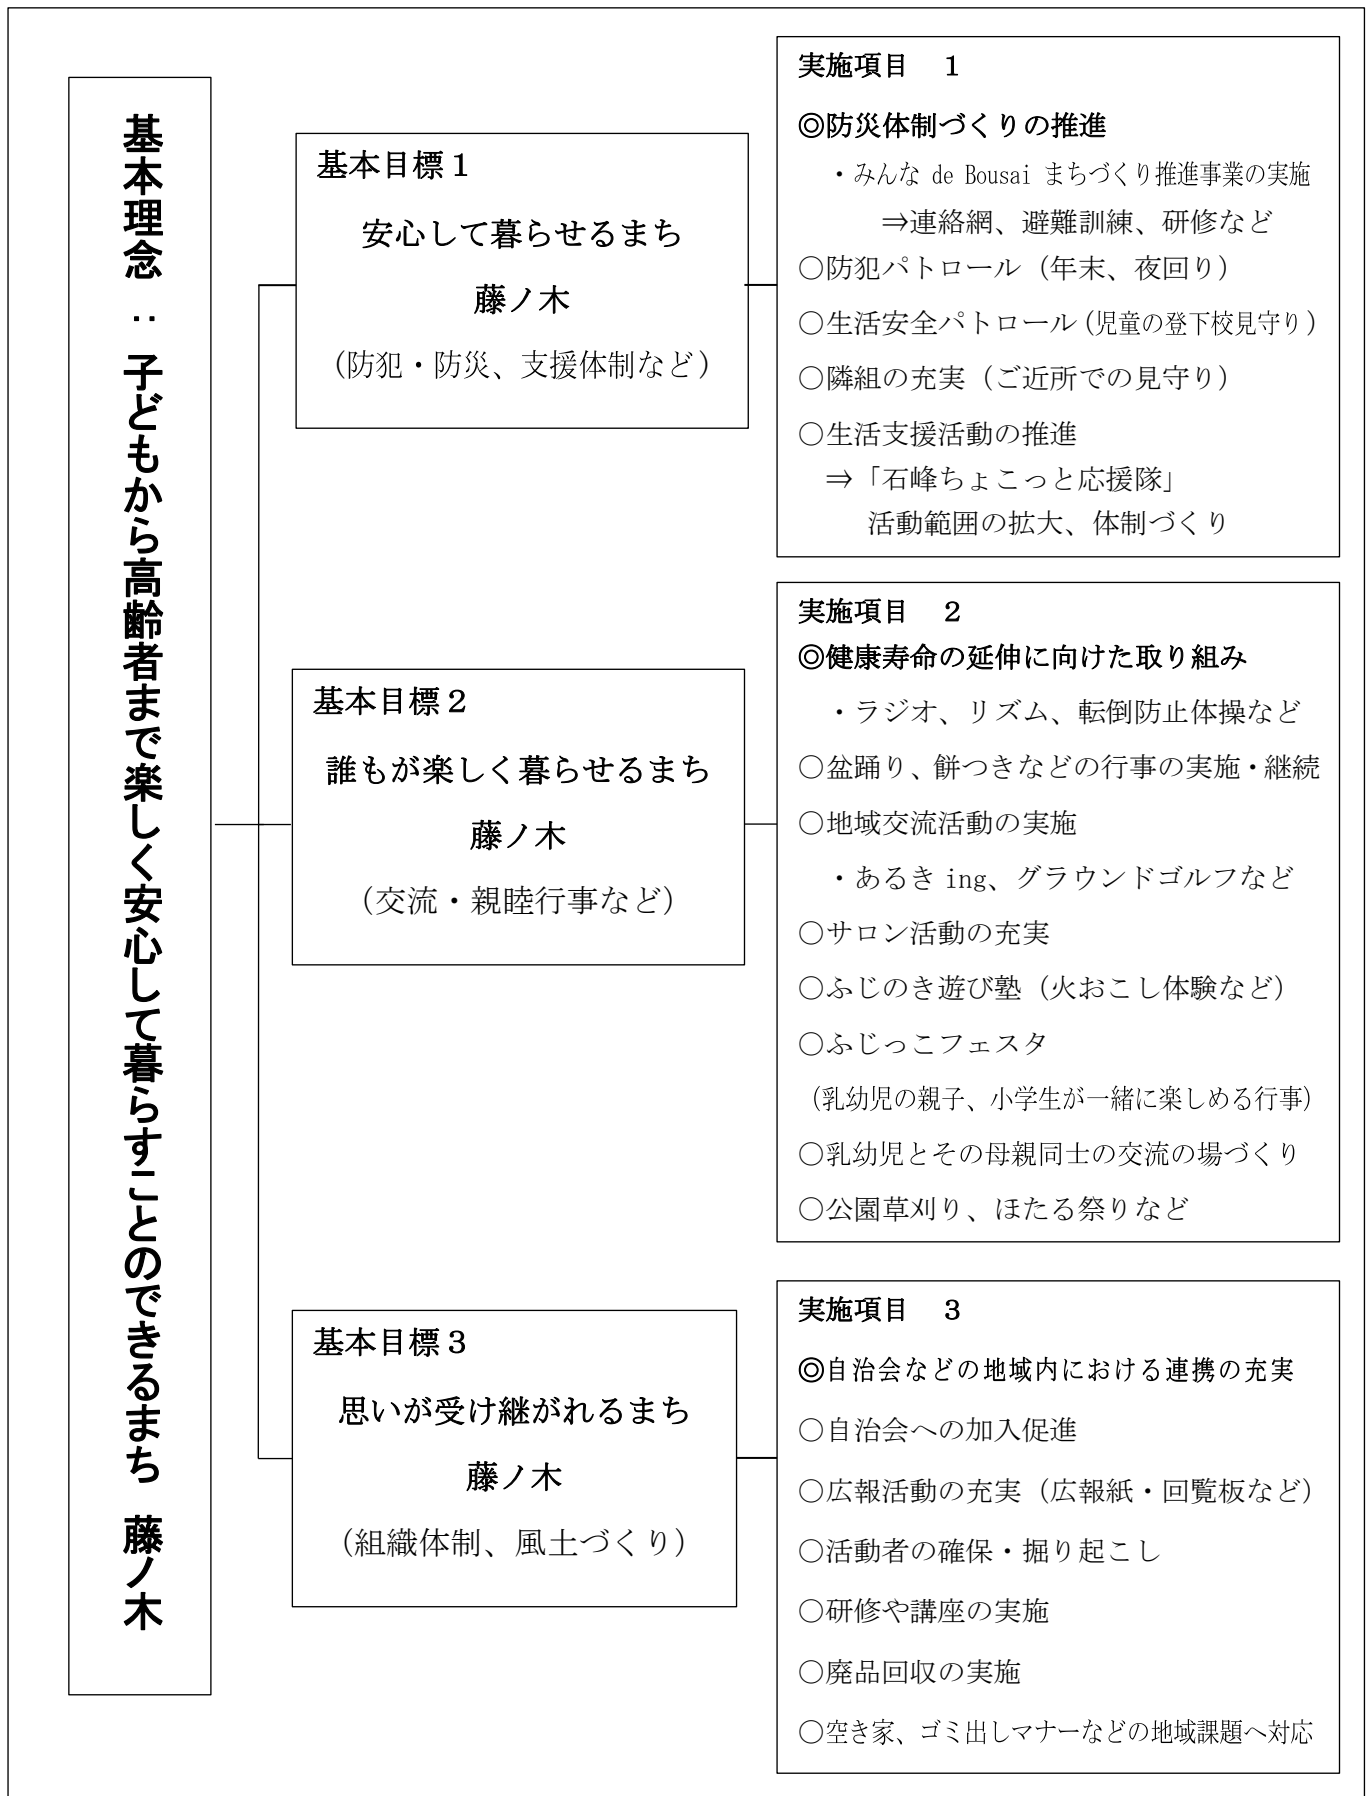 基本理念：子どもから高齢者まで楽しく安心して暮らすことのできるまち　藤ノ木
基本目標１
安心して暮らせるまち
藤ノ木
（防犯・防災、支援体制など）
実施項目　１
◎防災体制づくりの推進
・みんな de Bousai まちづくり推進事業の実施
⇒連絡網、避難訓練、研修など
○防犯パトロール（年末、夜回り）
○生活安全パトロール（児童の登下校見守り）
○隣組の充実（ご近所での見守り）
○生活支援活動の推進
⇒「石峰ちょこっと応援隊」
活動範囲の拡大、体制づくり
基本目標２
誰もが楽しく暮らせるまち
藤ノ木
（交流・親睦行事など）
実施項目　２
◎健康寿命の延伸に向けた取り組み
・ラジオ、リズム、転倒防止体操など
○盆踊り、餅つきなどの行事の実施・継続
○地域交流活動の実施
・あるき ing、グラウンドゴルフなど
○サロン活動の充実
○ふじのき遊び塾（火おこし体験など）
○ふじっこフェスタ
（乳幼児の親子、小学生が一緒に楽しめる行事）
○乳幼児とその母親同士の交流の場づくり
○公園草刈り、ほたる祭りなど
基本目標３
思いが受け継がれるまち
藤ノ木
（組織体制、風土づくり）
実施項目　３
◎自治会などの地域内における連携の充実
○自治会への加入促進
○広報活動の充実（広報紙・回覧板など）
○活動者の確保・掘り起こし
○研修や講座の実施
○廃品回収の実施
○空き家、ゴミ出しマナーなどの地域課題へ対応